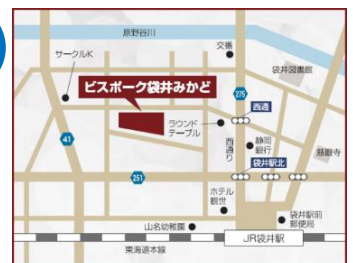 原野谷川
交番
サークルK
袋井図書館
275
ビスポーク袋井みかど
西通
ラウンド
テーブル
西通り
静岡
銀行
慈眼寺
41
袋井駅北
251
ホテル
観世
袋井駅前
郵便局
山名幼稚園
JR袋井駅
東海道本線